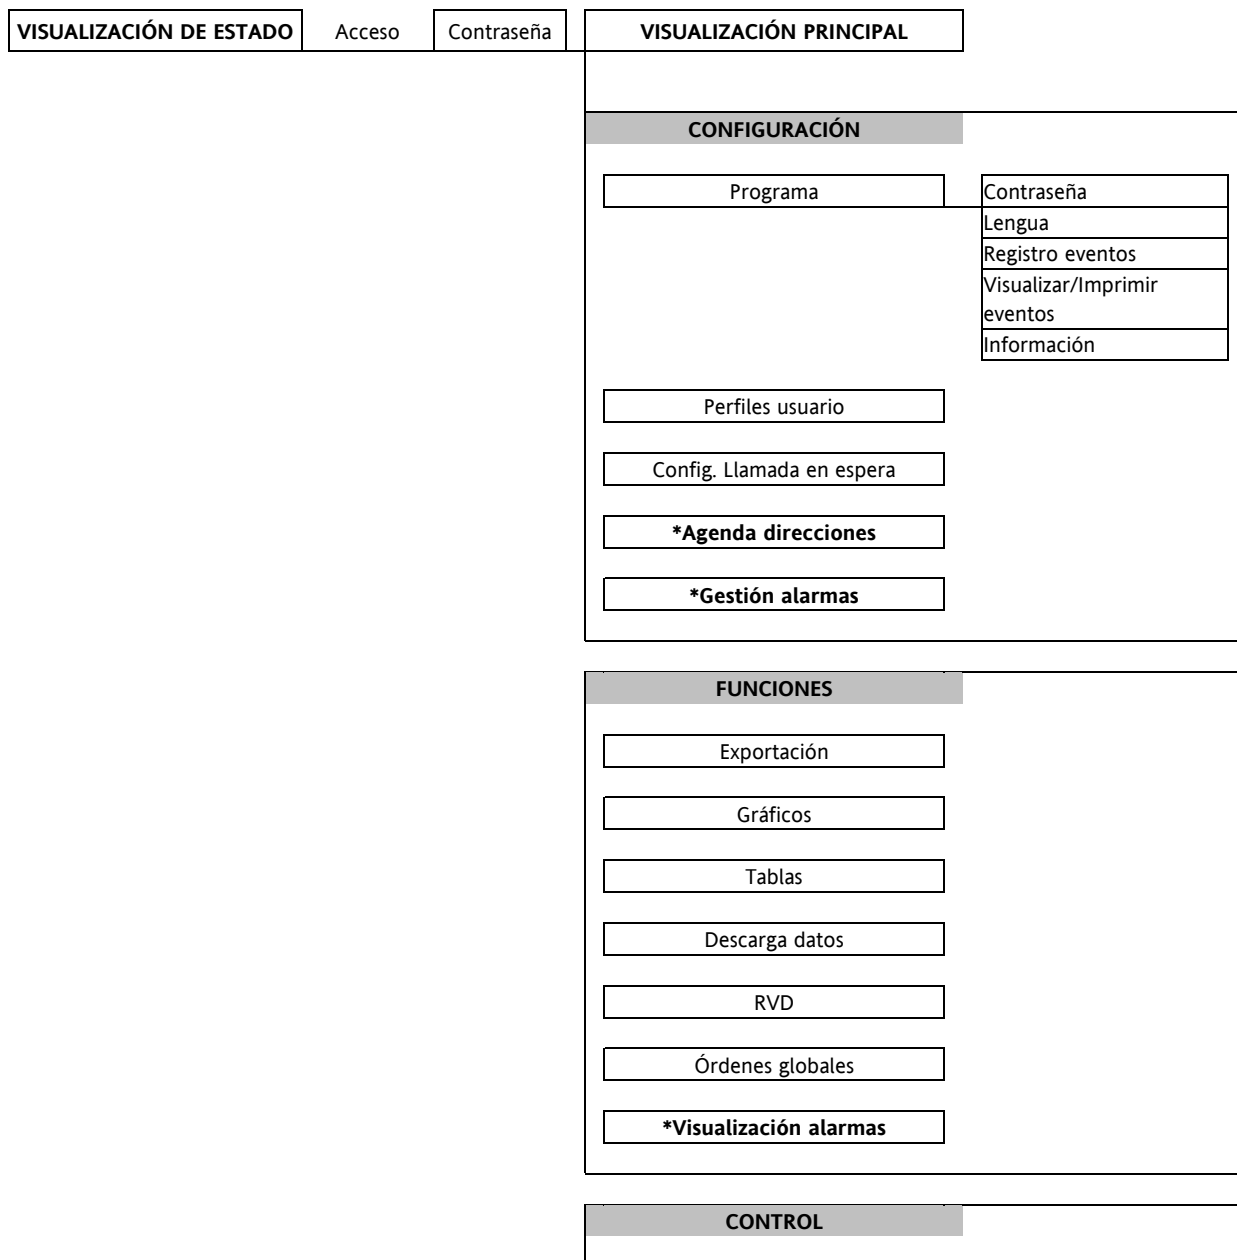 VISUALIZACIÓN DE ESTADO Acceso Contraseña VISUALIZACIÓN PRINCIPAL
CONFIGURACIÓN
Programa Contraseña
Lengua
Registro eventos
Visualizar/Imprimir
eventos
Información
Perfiles usuario
Config. Llamada en espera
*Agenda direcciones
*Gestión alarmas
FUNCIONES
Exportación
Gráficos
Tablas
Descarga datos
RVD
Órdenes globales
*Visualización alarmas
CONTROL